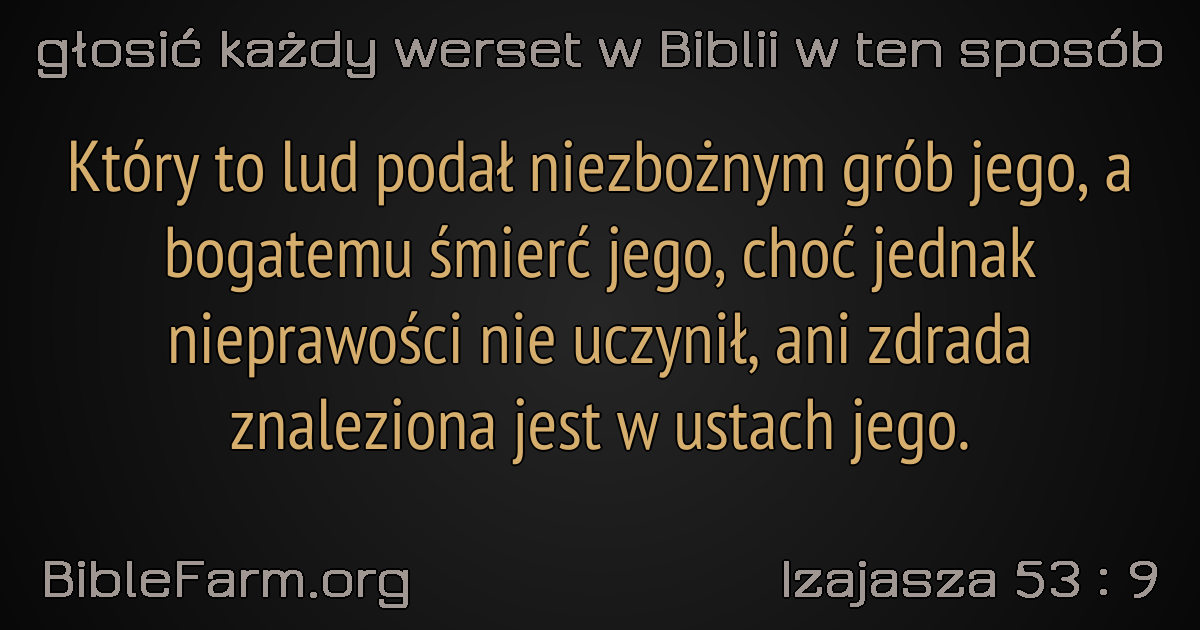 głosić każdy werset w Biblii w ten sposób
Który to lud podał niezbożnym grób jego, a
bogatemu śmierć jego, choć jednak
nieprawości nie uczynił, ani zdrada
znaleziona jest w ustach jego.
BibleFarm.org
Izajasza 53 : 9